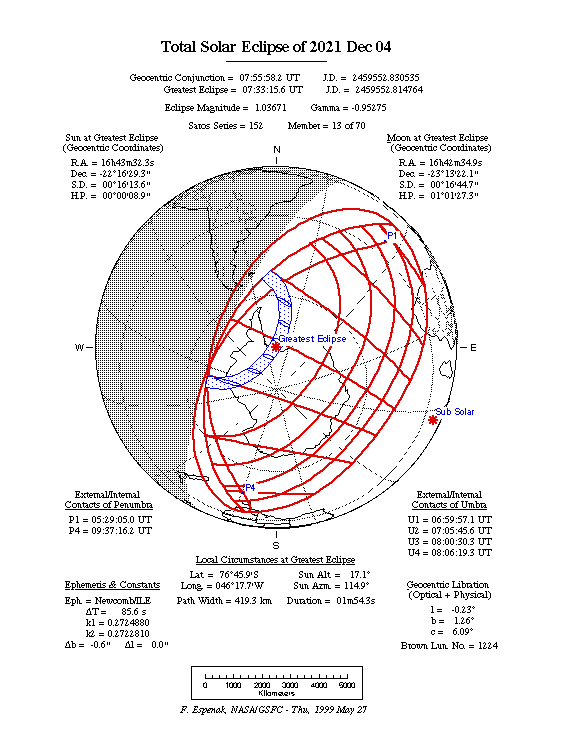 Total Solar Eclipse of 2021 Dec 04
Geocentric Conjunction = 07:55:58.2 UT J.D. = 2459552.830535
Greatest Eclipse = 07:33:15.6 UT J.D. = 2459552.814764
Eclipse Magnitude = 1.03671 Gamma = -0.95275
Saros Series = 152 Member = 13 of 70
Sun at Greatest Eclipse
(Geocentric Coordinates)
R.A. = 16h43m32.3s
Dec. = -22°16'29.3"
S.D. = 00°16'13.6"
H.P. = 00°00'08.9"
Moon at Greatest Eclipse
(Geocentric Coordinates)
R.A. = 16h42m34.9s
Dec. = -23°13'22.1"
S.D. = 00°16'44.7"
H.P. = 01°01'27.3"
N
P1
W
Greatest Eclipse
E
Sub Solar
P4
S
External/Internal
Contacts of Penumbra
P1 = 05:29:05.0 UT
P4 = 09:37:16.2 UT
External/Internal
Contacts of Umbra
U1 = 06:59:57.1 UT
U2 = 07:05:45.6 UT
U3 = 08:00:30.3 UT
U4 = 08:06:19.3 UT
Local Circumstances at Greatest Eclipse
Lat. = 76°45.9'S Sun Alt. = 17.1°
Long. = 046°17.7'W Sun Azm. = 114.9°
Path Width = 419.3 km Duration = 01m54.3s
Ephemeris & Constants
Eph. = Newcomb/ILE
ΔT = 85.6 s
k1 = 0.2724880
k2 = 0.2722810
Δb = -0.6" Δl = 0.0"
Geocentric Libration
(Optical + Physical)
l = -0.23°
b = 1.26°
c = 6.09°
Brown Lun. No. = 1224
0 1000 2000 3000 4000 5000
Kilometers
F. Espenak, NASA/GSFC - Thu, 1999 May 27